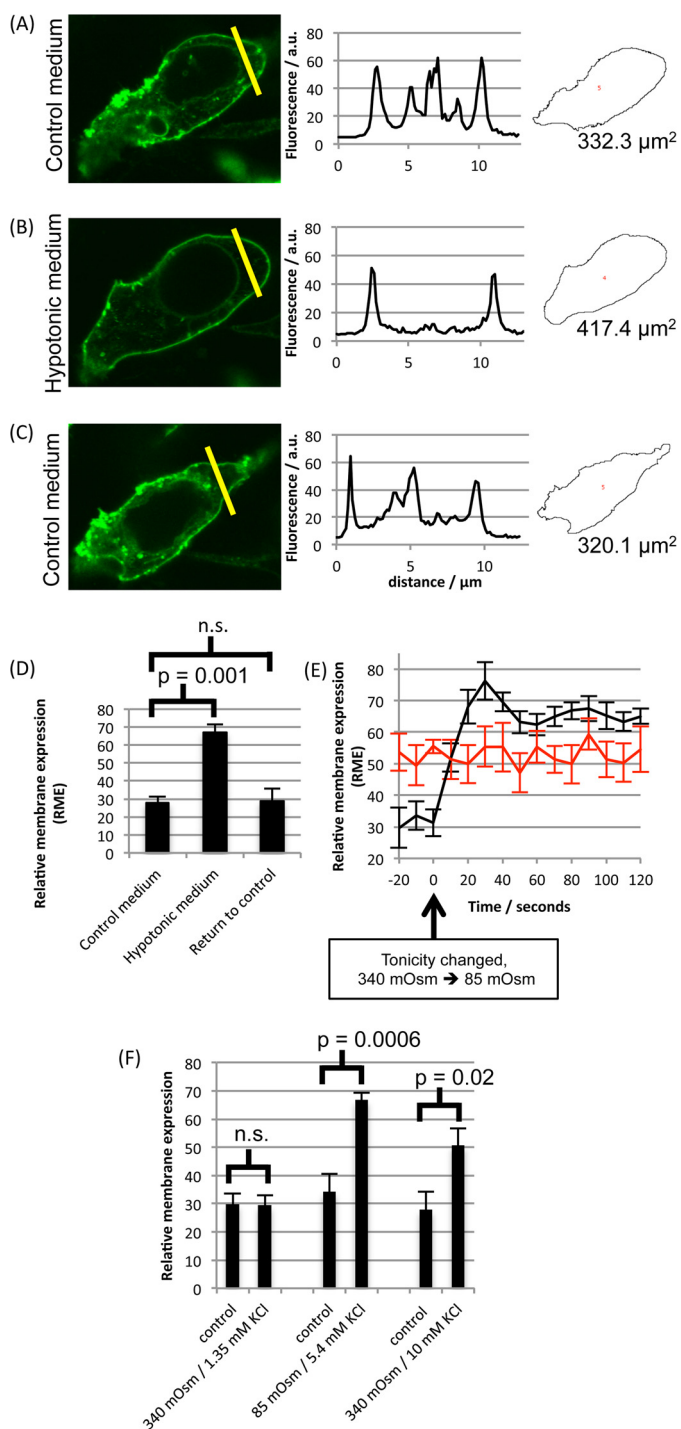 (A)
Control medium
Fluorescence / a.u.
80
60
40
20
0
0 5 10
5
332.3 µm²
(B)
Hypotonic medium
Fluorescence / a.u.
80
60
40
20
0
0 5 10
4
417.4 µm²
(C)
Control medium
Fluorescence / a.u.
80
60
40
20
0
0 5 10
distance / µm
320.1 µm²
(D)
n.s.
p = 0.001
Relative membrane expression
(RME)
80
70
60
50
40
30
20
10
0
Control medium
Hypotonic medium
Return to control
(E)
Relative membrane expression
(RME)
80
70
60
50
40
30
20
-20 0 20 40 60 80 100 120
Time / seconds
Tonicity changed,
340 mOsm ➔ 85 mOsm
(F)
Relative membrane expression
80
70
60
50
40
30
20
10
0
n.s.
p = 0.0006
p = 0.02
control
340 mOsm / 1.35 mM KCl
control
85 mOsm / 5.4 mM KCl
control
340 mOsm / 10 mM KCl